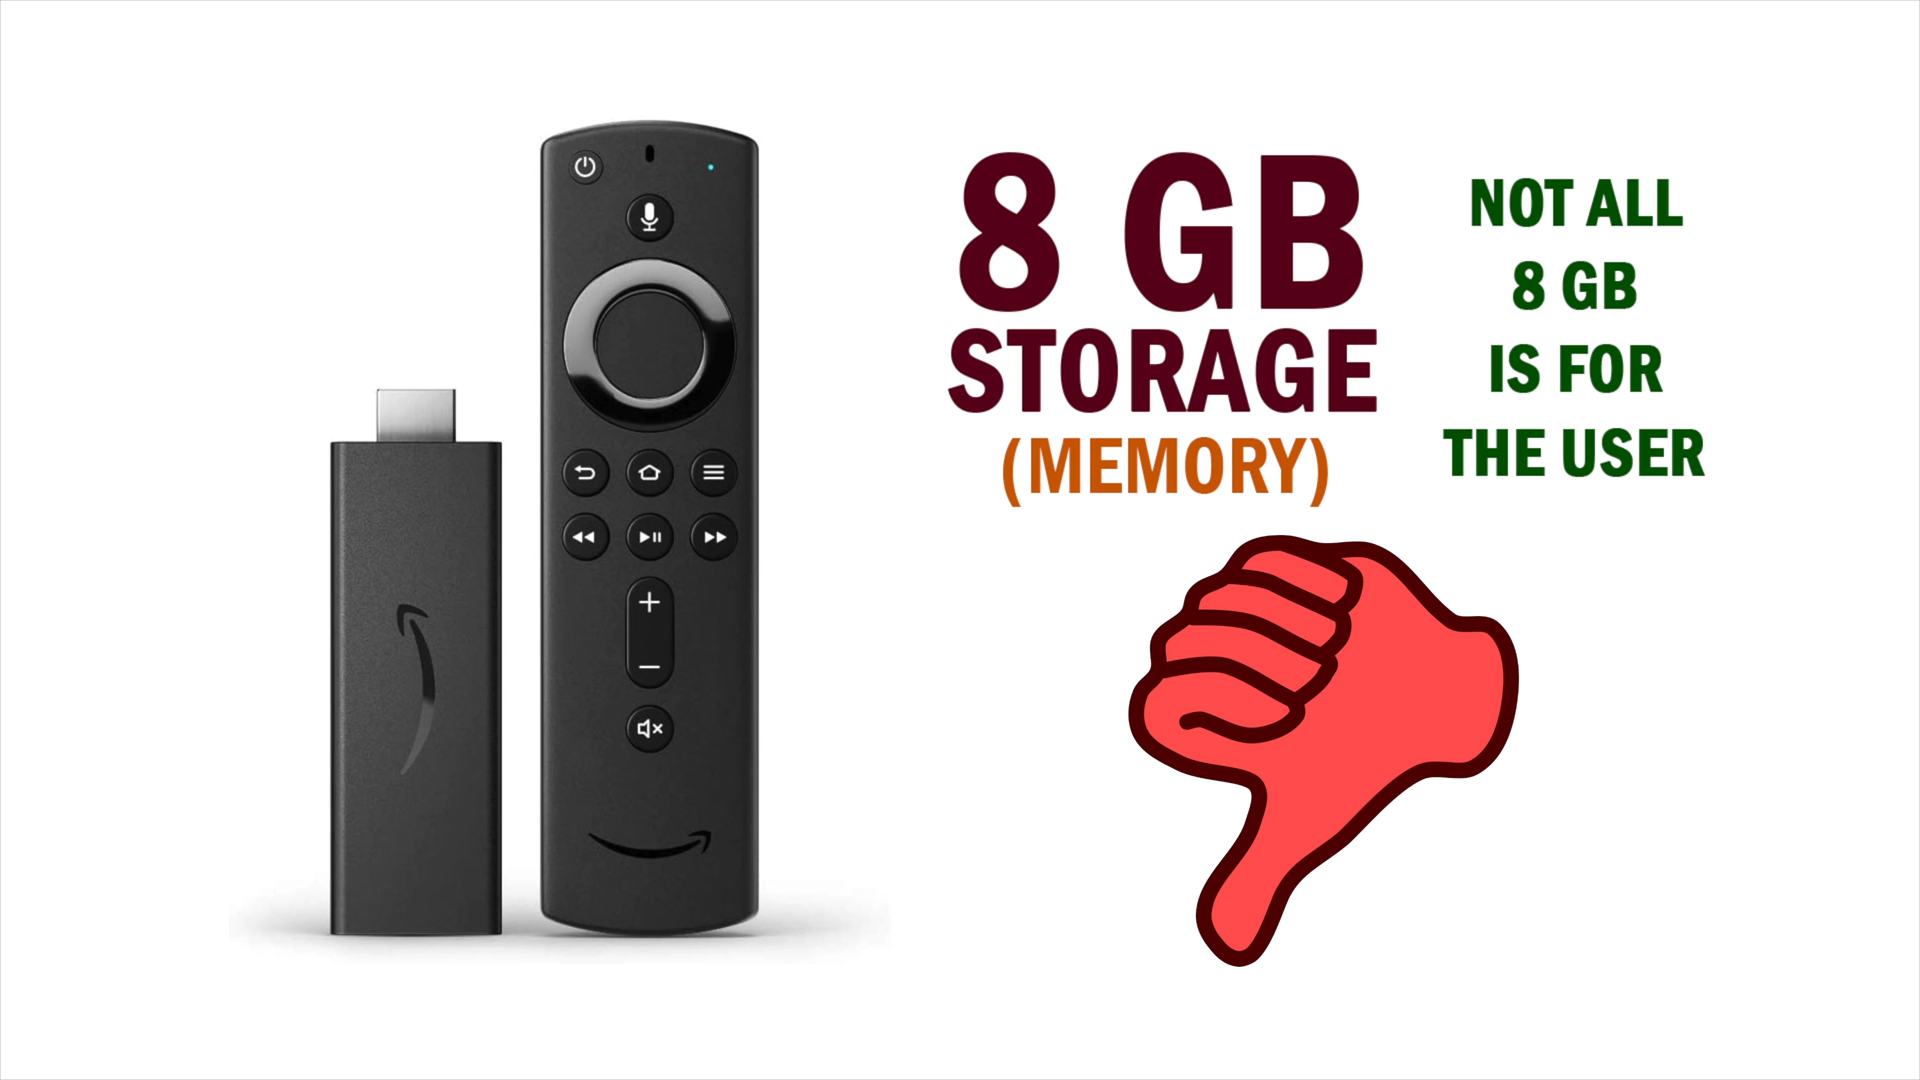 8 GB
STORAGE
(MEMORY)
NOT ALL
8 GB
IS FOR
THE USER